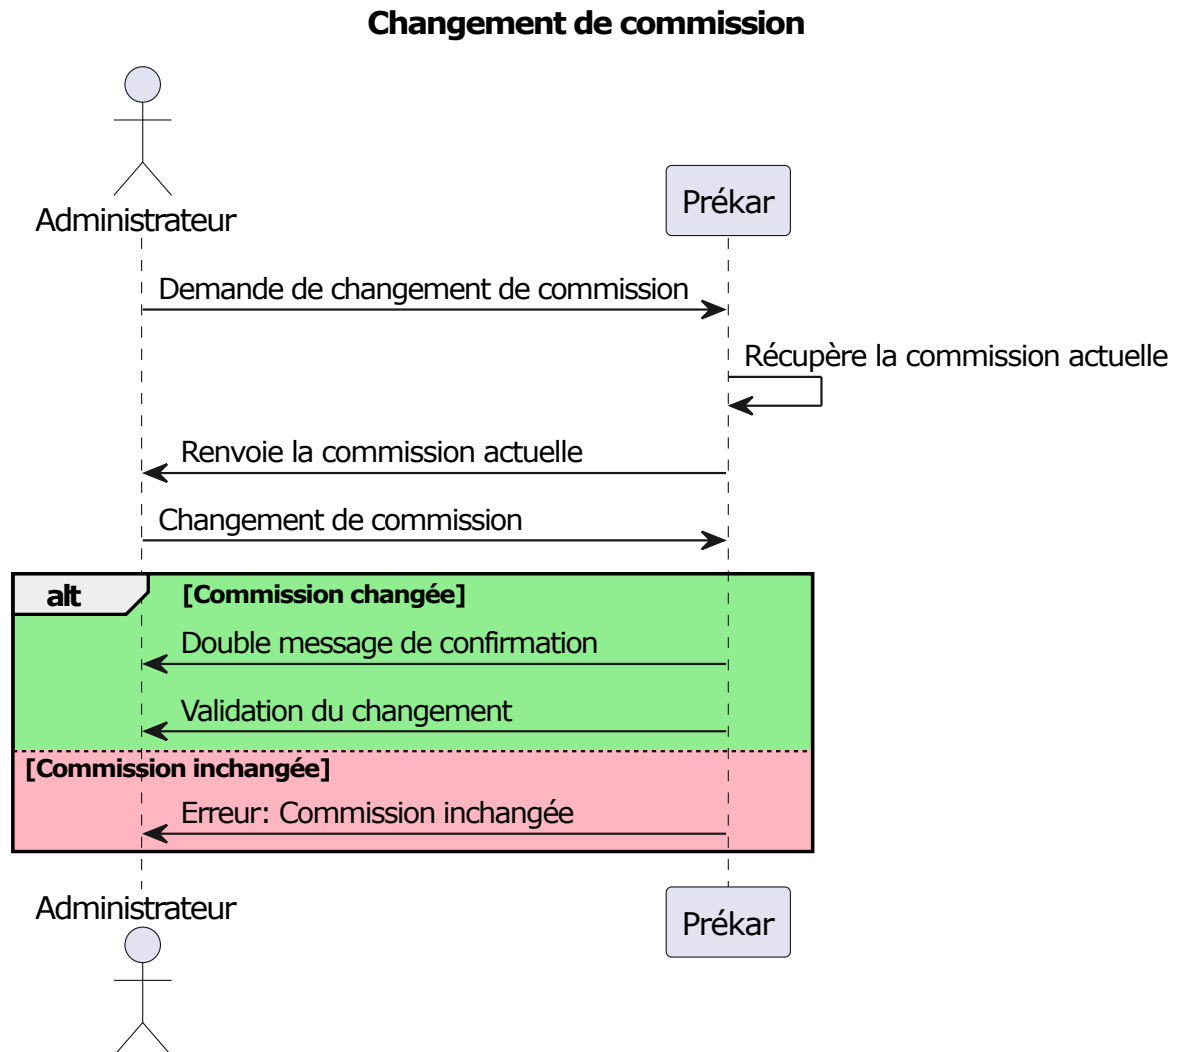 Changement de commission
Administrateur
Prékar
Demande de changement de commission
Récupère la commission actuelle
Renvoie la commission actuelle
Changement de commission
alt
[Commission changée]
Double message de confirmation
Validation du changement
[Commission inchangée]
Erreur: Commission inchangée
Administrateur
Prékar